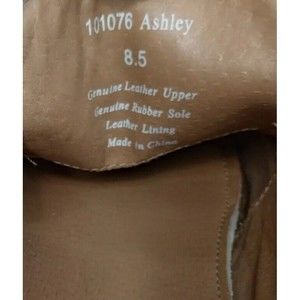 101076 Ashley
8.5
Genuine Leather Upper
Genuine Rubber Sole
Leather Lining
Made in China